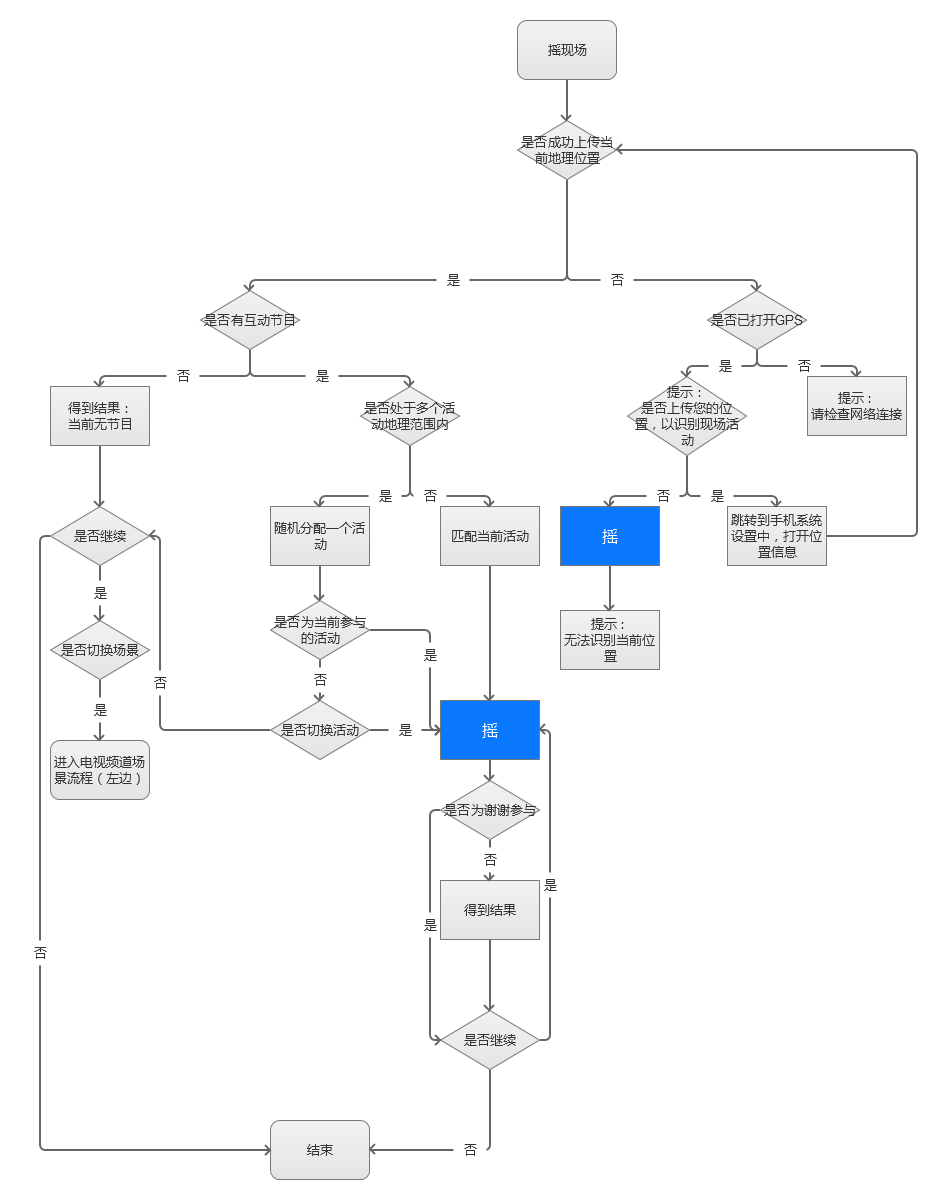 摇现场
是否成功上传当
前地理位置
是
否
是否有互动节目
是否已打开GPS
否
是
是
否
得到结果：
当前无节目
是否处于多个活
动地理范围内
提示：
是否上传您的位
置，以识别现场活
动
提示：
请检查网络连接
是
否
否
是
随机分配一个活
动
匹配当前活动
摇
跳转到手机系统
设置中，打开位
置信息
是否继续
是
是否为当前参与
的活动
提示：
无法识别当前位
置
是否切换场景
是
否
否
是否切换活动
是
摇
是
进入电视频道场
景流程（左边）
是否为谢谢参与
否
是
得到结果
是
否
是否继续
结束
否